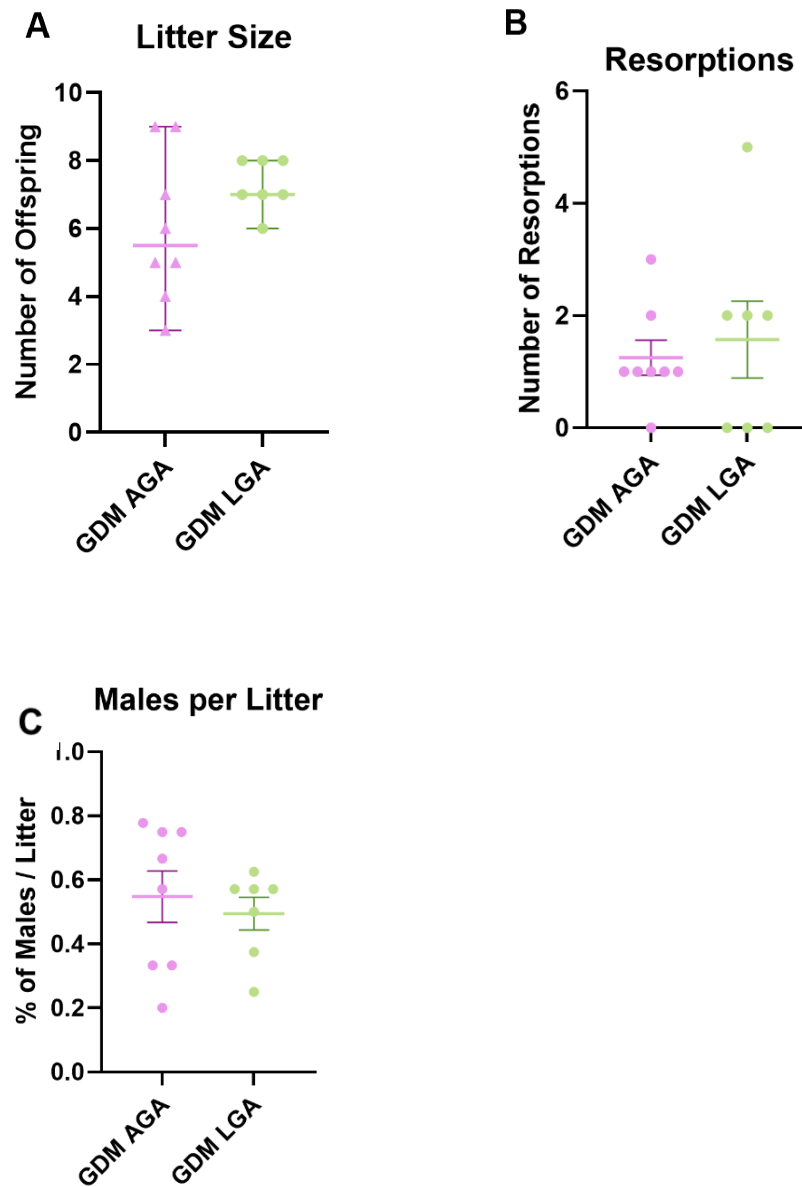 A
Litter Size
Number of Offspring
10
8
6
4
2
0
GDM AGA
GDM LGA
B
Resorptions
Number of Resorptions
6
4
2
0
GDM AGA
GDM LGA
C
Males per Litter
% of Males / Litter
1.0
0.8
0.6
0.4
0.2
0.0
GDM AGA
GDM LGA